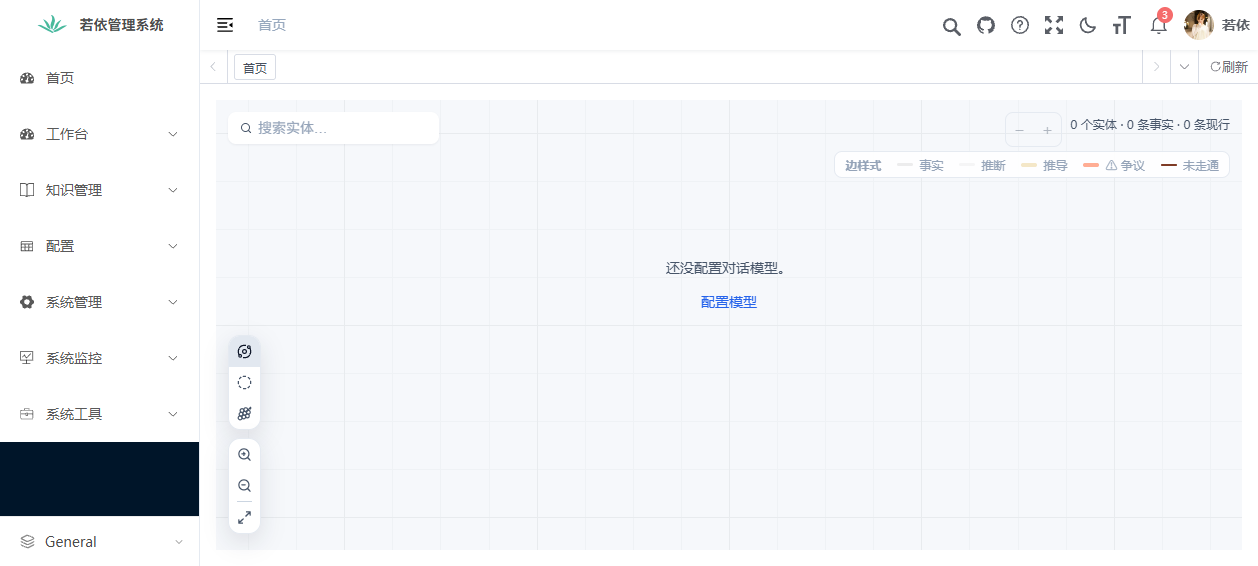 若依管理系统
首页
3
若依
首页
刷新
首页
工作台
知识管理
配置
系统管理
系统监控
系统工具
General
搜索实体...
0 个实体 · 0 条事实 · 0 条现行
边样式 事实 推断 推导 ⚠ 争议 未走通
还没配置对话模型。
配置模型